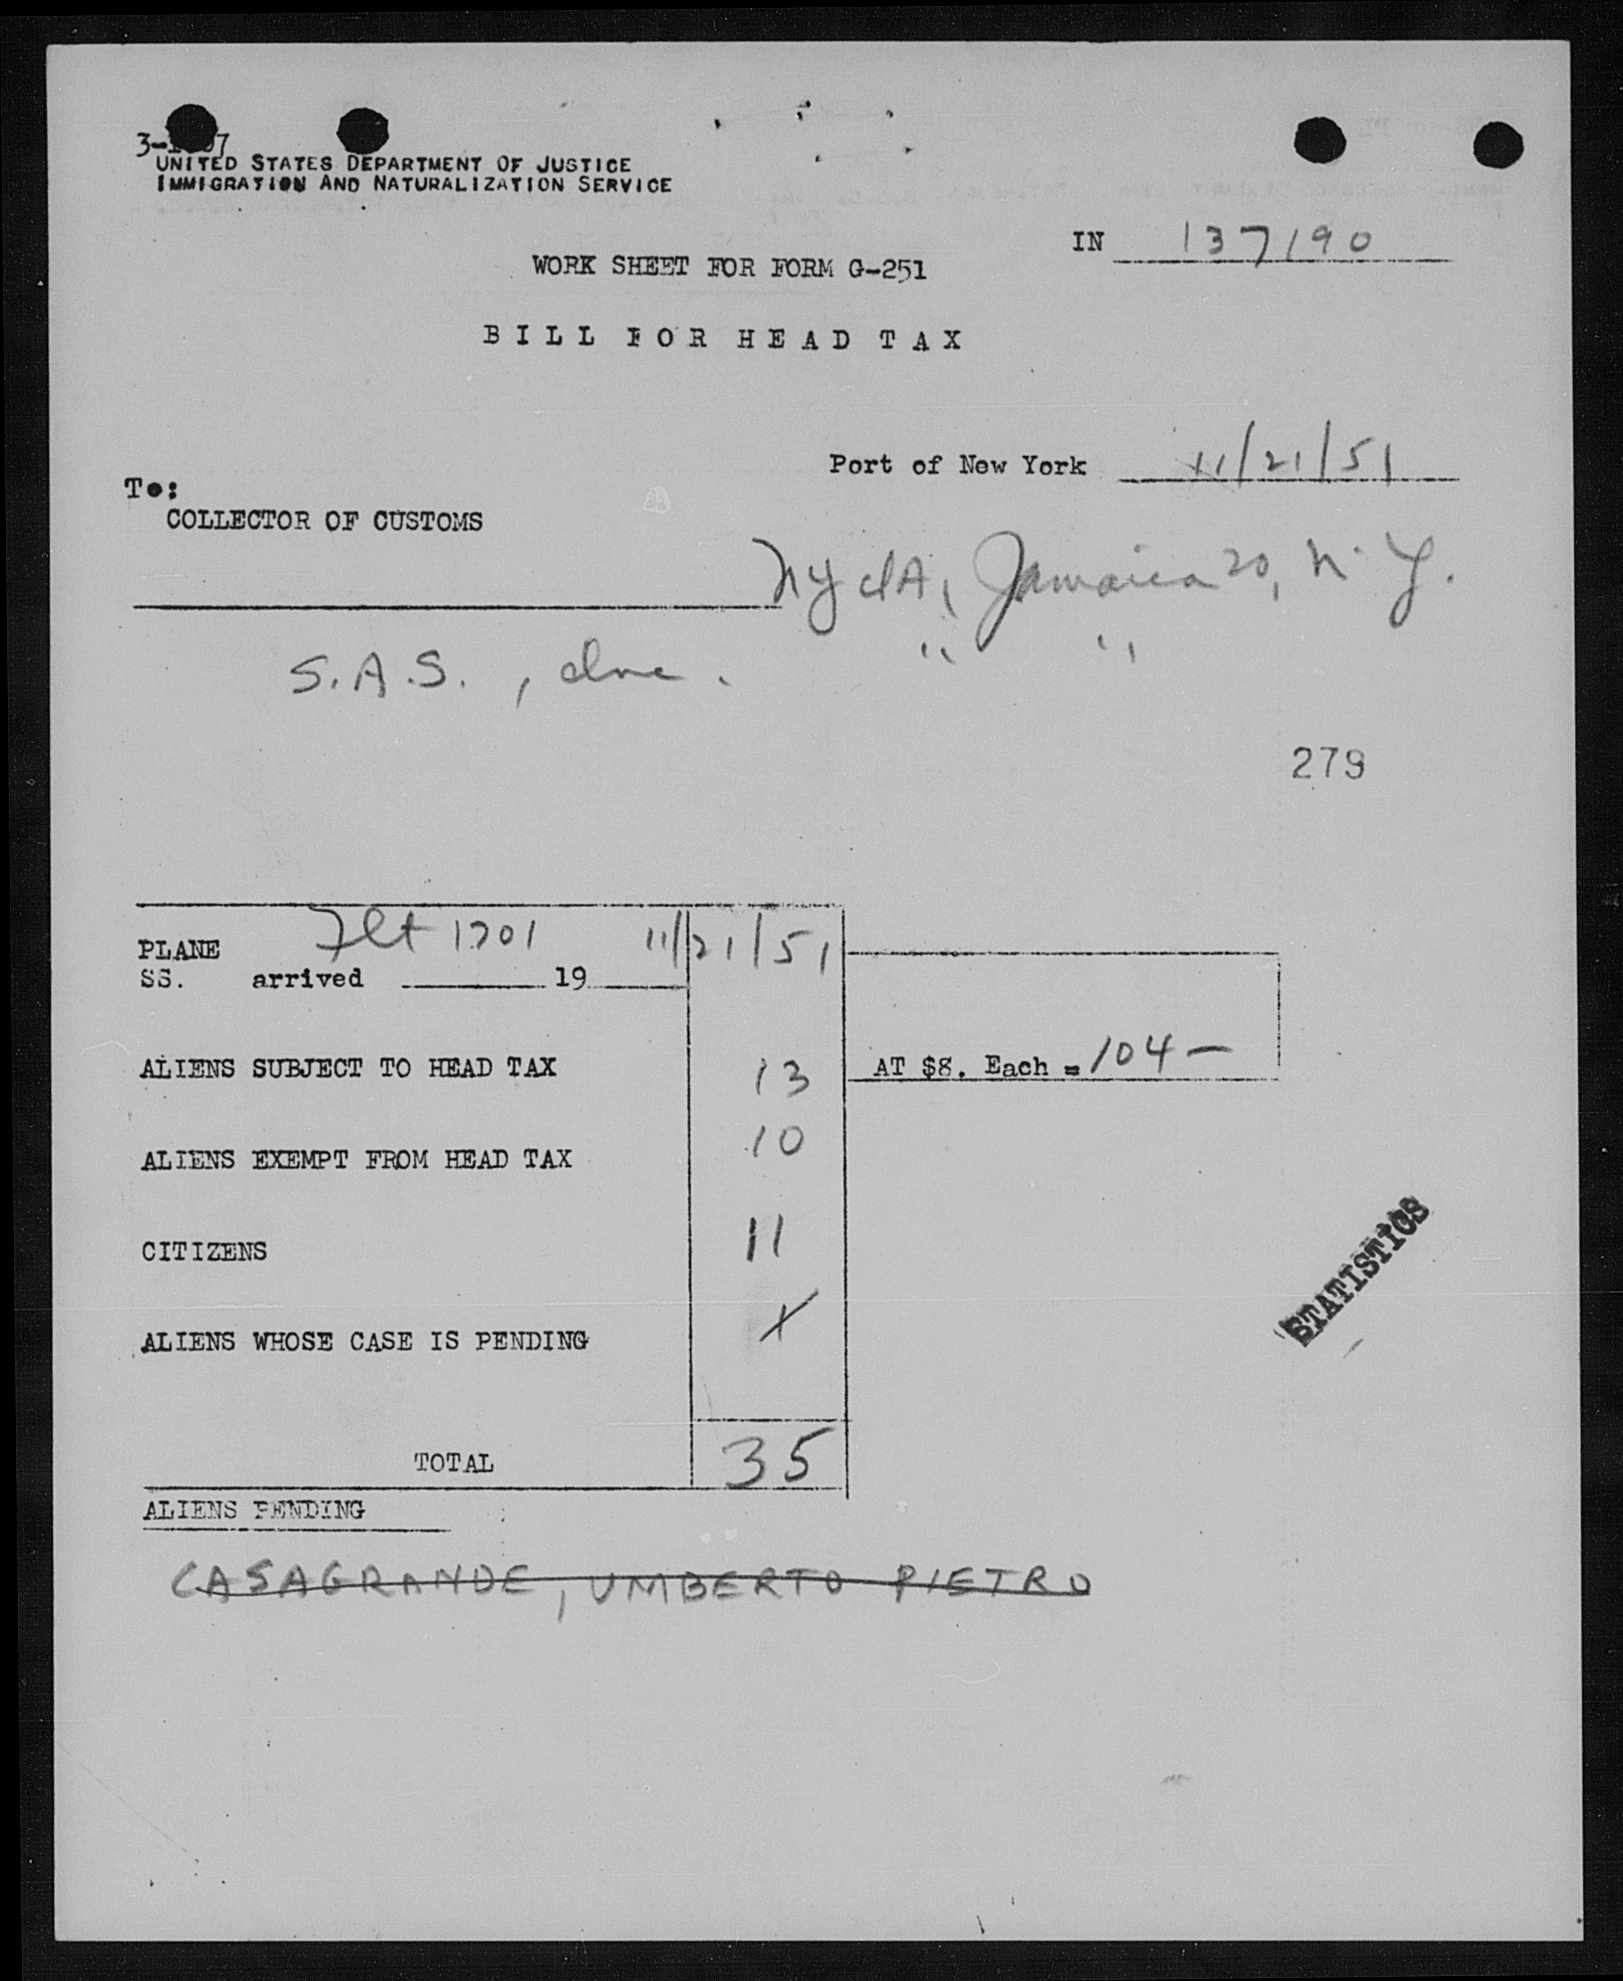 UNITED STATES DEPARTMENT OF JUSTICE
IMMIGRATION AND NATURALIZATION SERVICE
IN 137190
WORK SHEET FOR FORM G-251
BILL FOR HEAD TAX
Port of New York 11/21/51
To:
COLLECTOR OF CUSTOMS
NYIA, Jamaica 20, N.Y.
S.A.S., Inc. " "
279
PLANE Flt 1701 11/21/51
SS. arrived 19
ALIENS SUBJECT TO HEAD TAX 13 AT $8. Each = 104 —
ALIENS EXEMPT FROM HEAD TAX 10
CITIZENS 11
ALIENS WHOSE CASE IS PENDING X
STATISTICS
TOTAL 35
ALIENS PENDING
CASAGRANDE, UMBERTO PIETRO